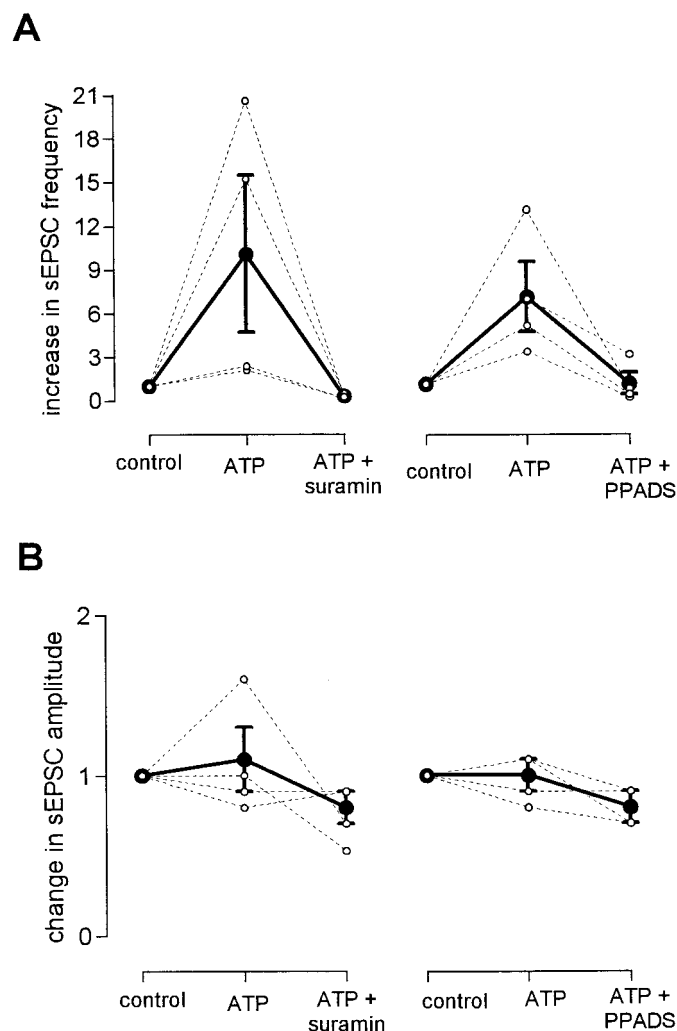 A
increase in sEPSC frequency
21
18
15
12
9
6
3
0
control
ATP
ATP +
suramin
control
ATP
ATP +
PPADS
B
change in sEPSC amplitude
2
1
0
control
ATP
ATP +
suramin
control
ATP
ATP +
PPADS